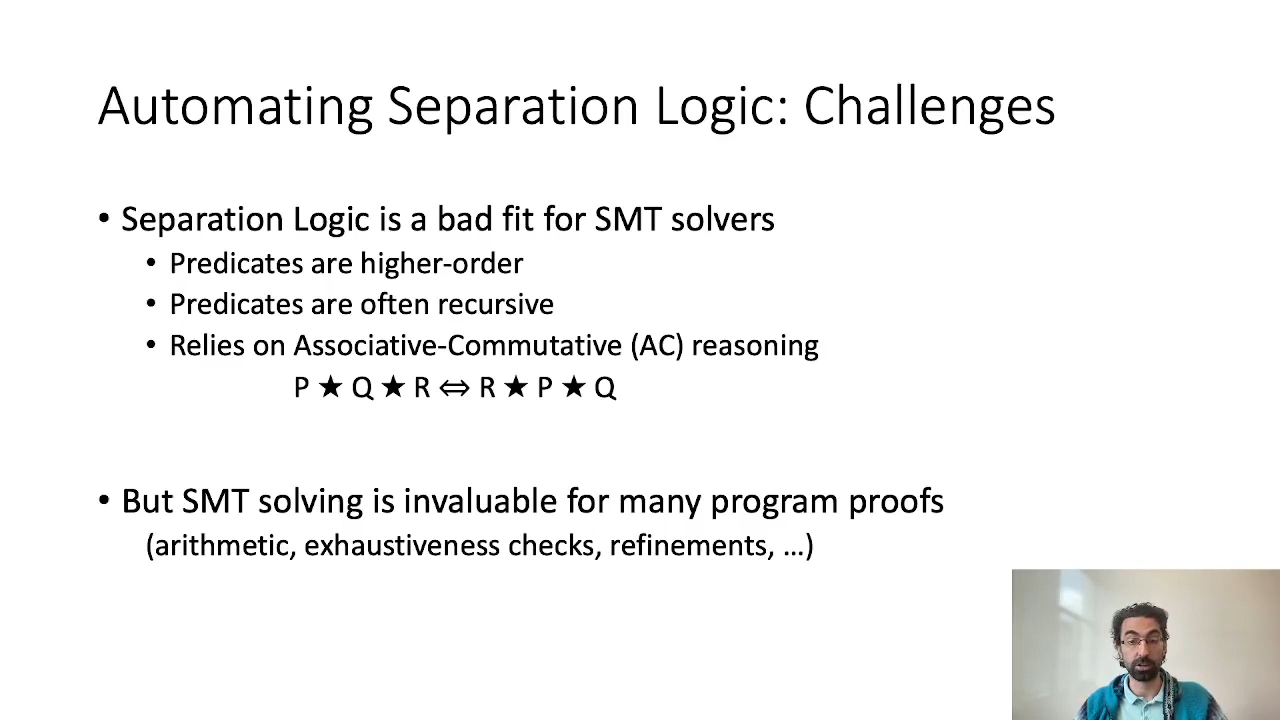 Automating Separation Logic: Challenges
• Separation Logic is a bad fit for SMT solvers
• Predicates are higher-order
• Predicates are often recursive
• Relies on Associative-Commutative (AC) reasoning
P ★ Q ★ R ⇔ R ★ P ★ Q
• But SMT solving is invaluable for many program proofs
(arithmetic, exhaustiveness checks, refinements, …)